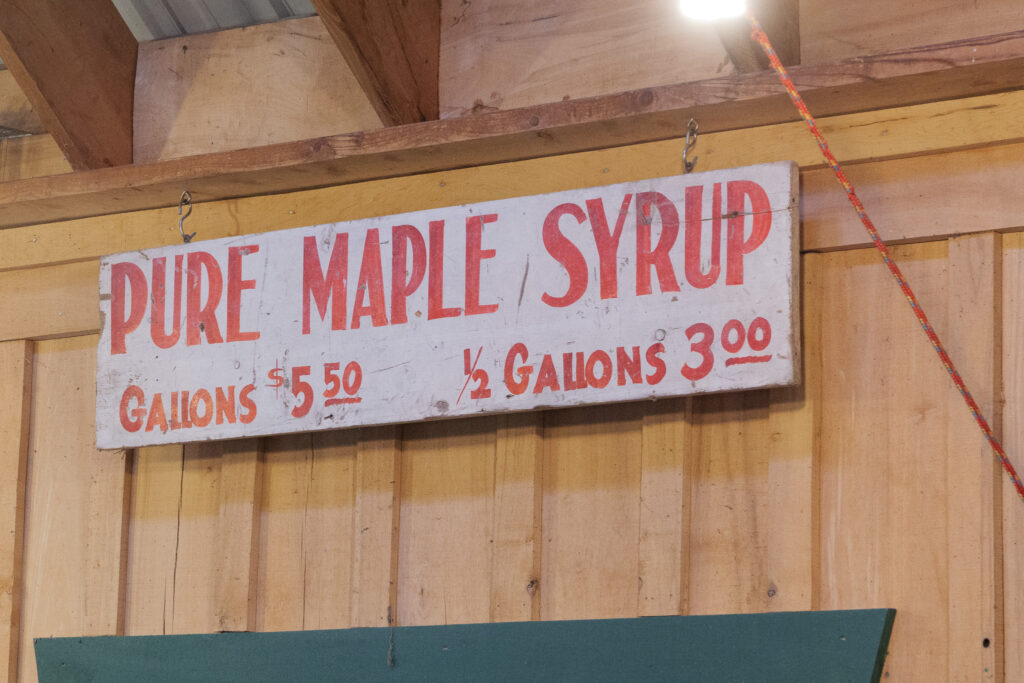 PURE MAPLE SYRUP
GALLONS $5 50 1/2 GALLONS 3 00